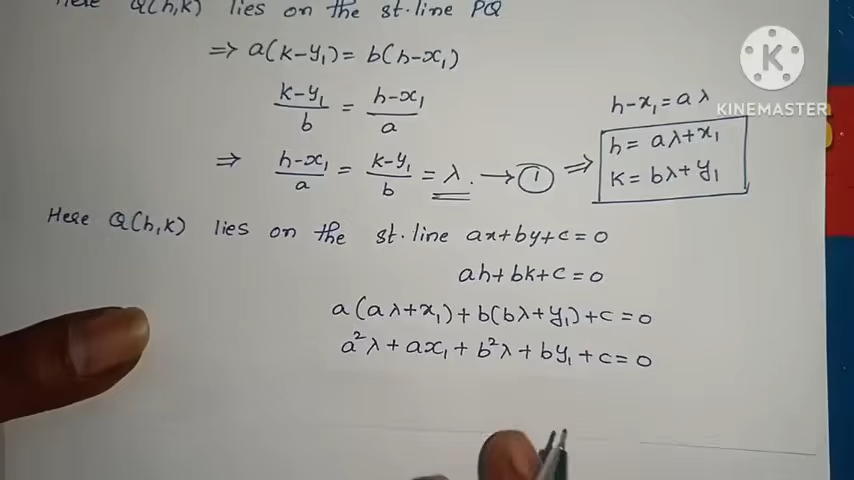 Here Q(h,k) lies on the st.line PQ
⇒ a(k-y₁) = b(h-x₁)
(k-y₁)/b = (h-x₁)/a
⇒ (h-x₁)/a = (k-y₁)/b = λ. → ① ⇒
h-x₁ = aλ
h = aλ+x₁
k = bλ+y₁
KINEMASTER
Here Q(h,k) lies on the st.line ax+by+c=0
ah+bk+c=0
a(aλ+x₁)+b(bλ+y₁)+c=0
a²λ+ax₁+b²λ+by₁+c=0